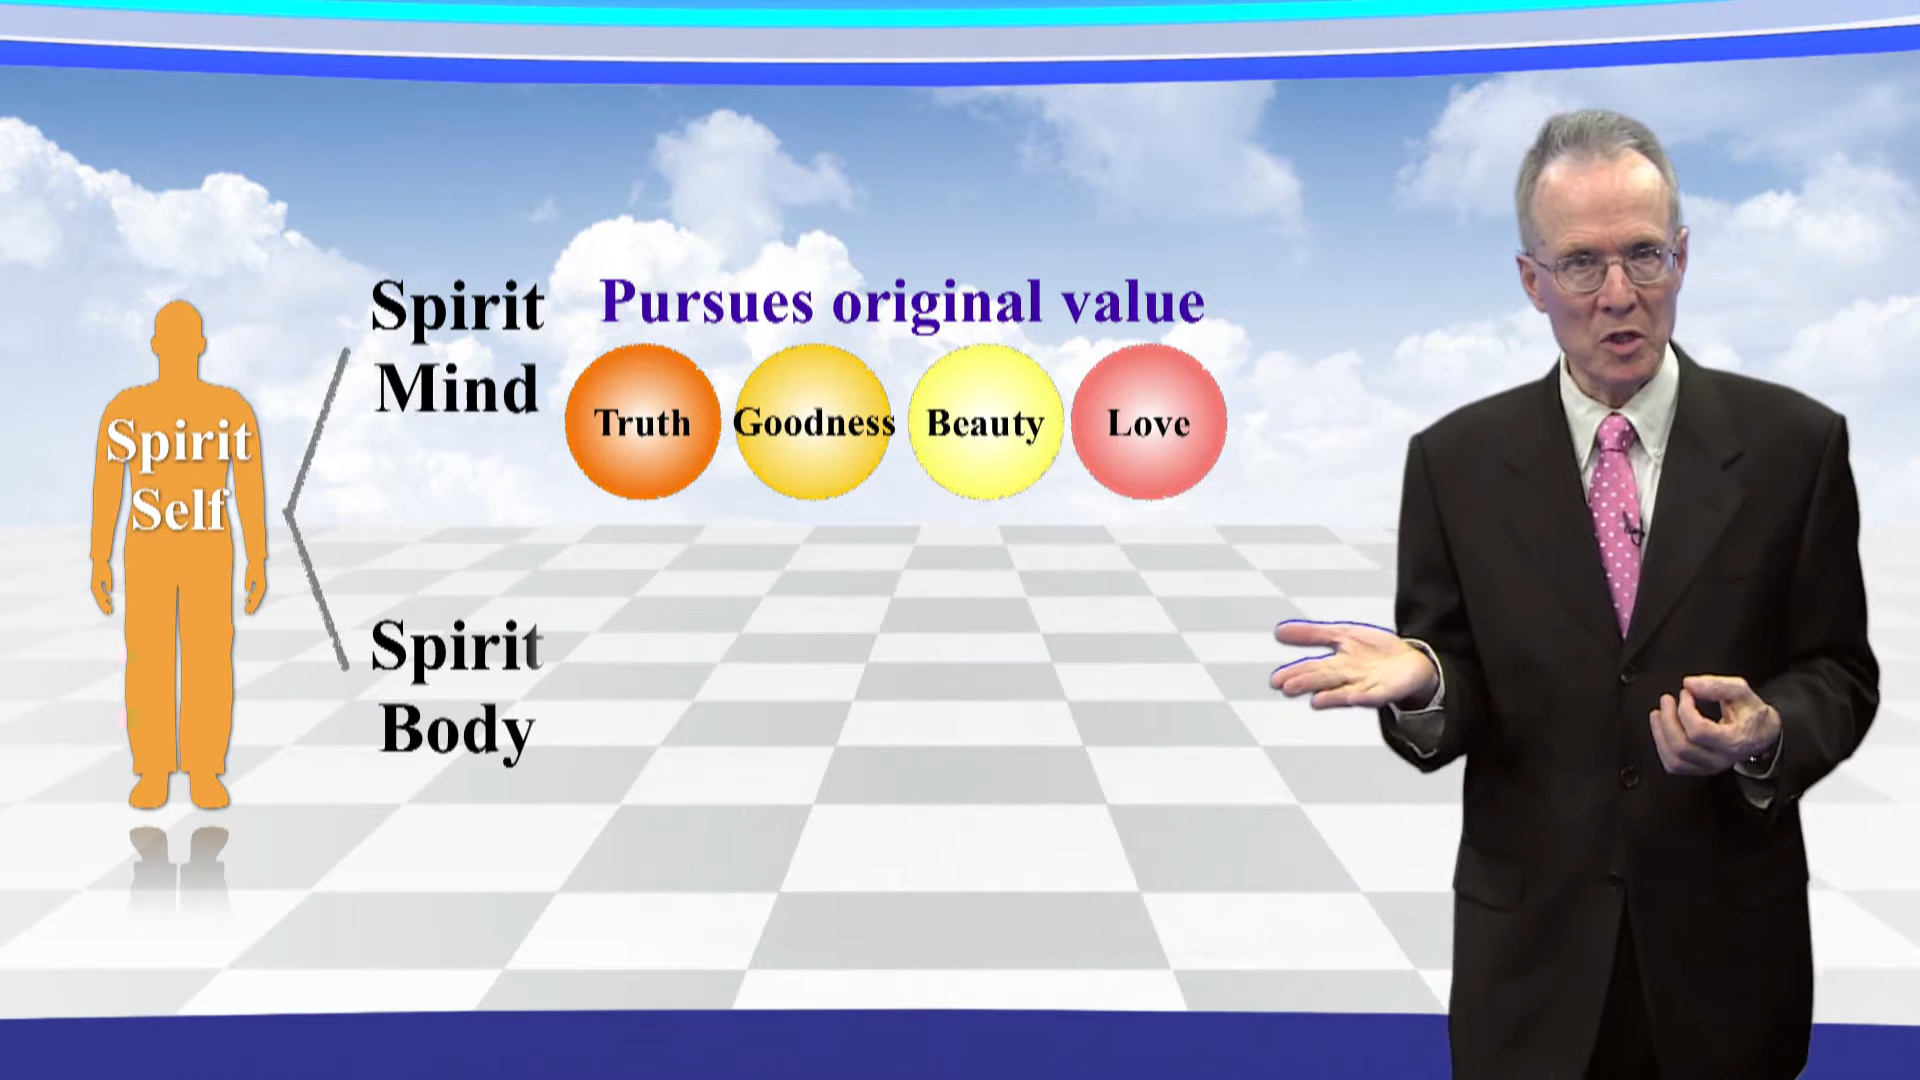 Spirit
Self
Spirit
Mind
Pursues original value
Truth
Goodness
Beauty
Love
Spirit
Body